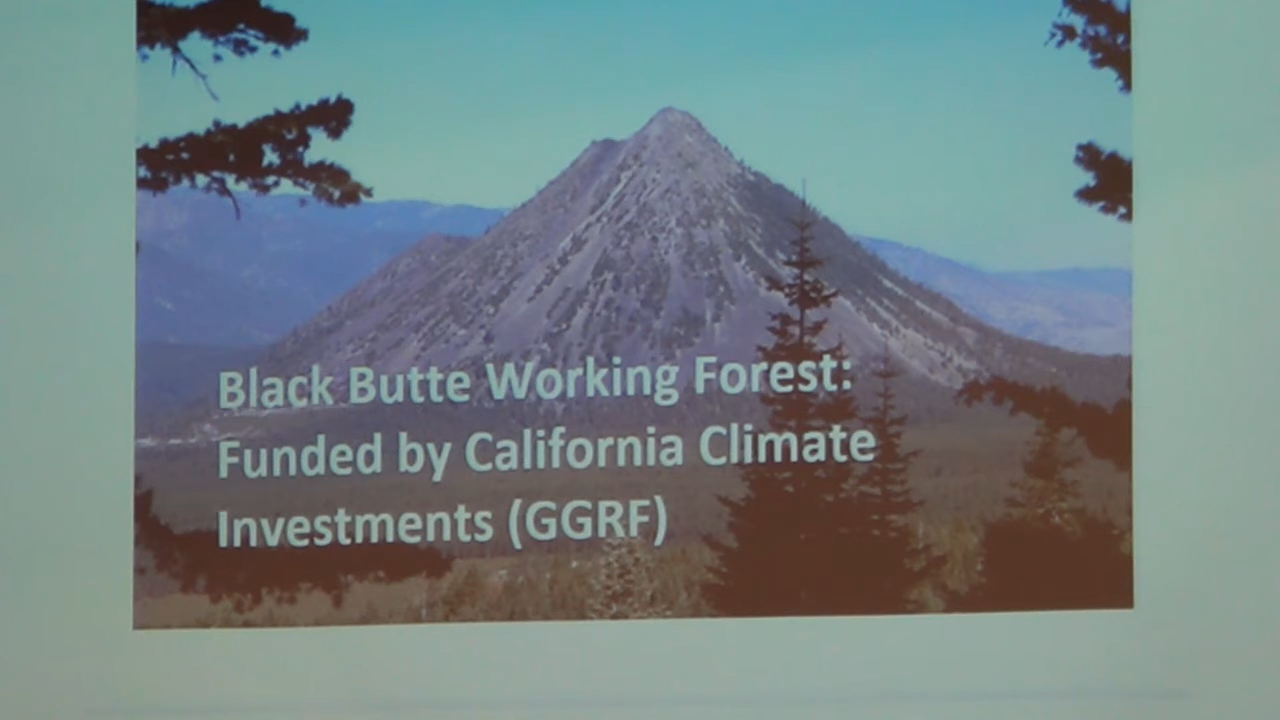 Black Butte Working Forest:
Funded by California Climate
Investments (GGRF)